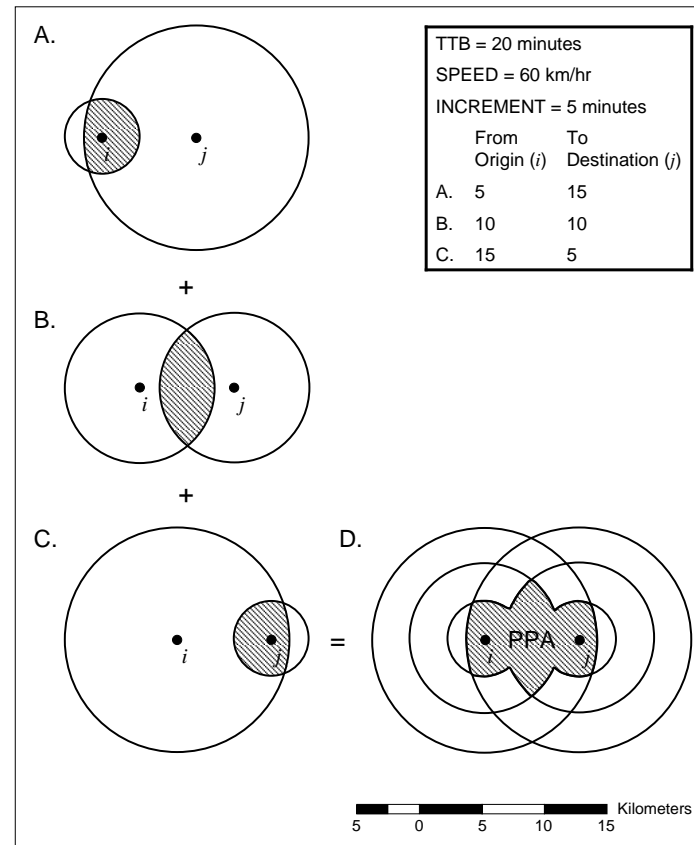 A.
i
j
TTB = 20 minutes
SPEED = 60 km/hr
INCREMENT = 5 minutes
From To
Origin (i) Destination (j)
A. 5 15
B. 10 10
C. 15 5
+
B.
i
j
+
C.
i
j
=
D.
PPA
i
j
Kilometers
5 0 5 10 15